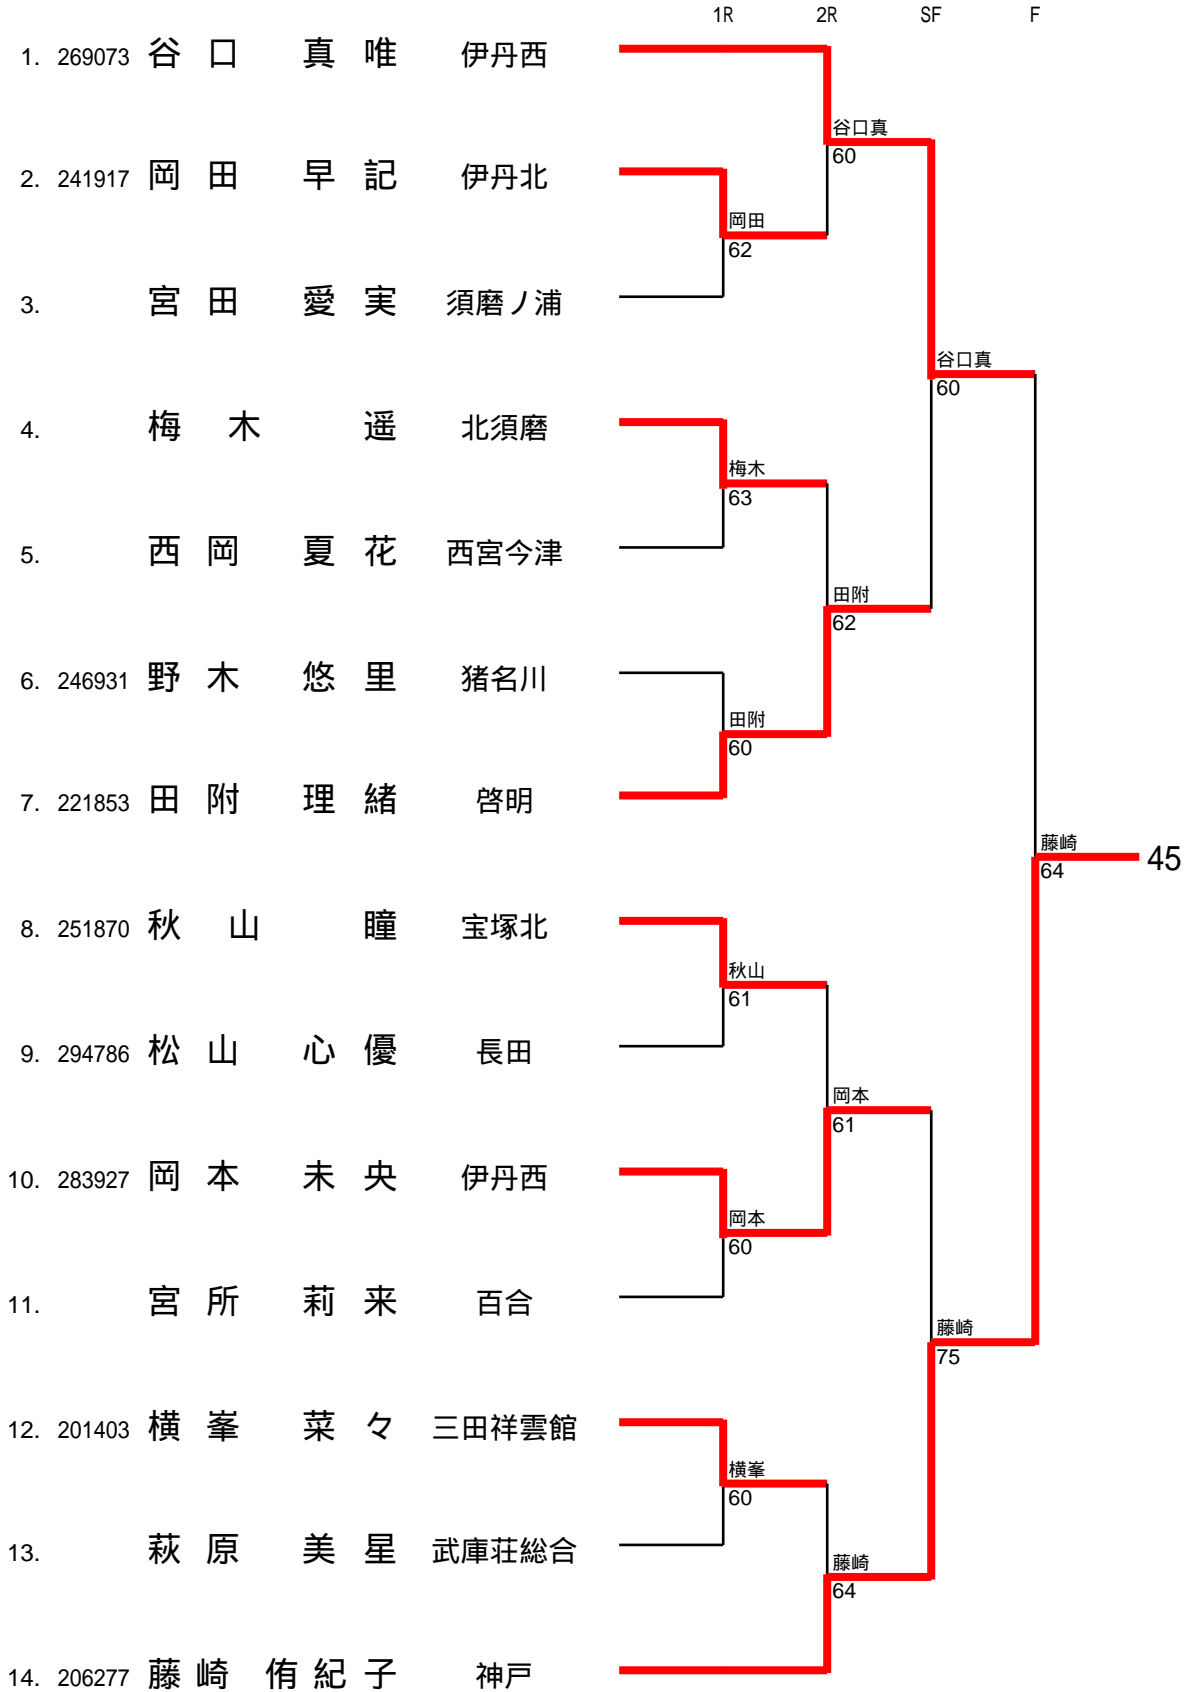 1R 2R SF F
1. 269073 谷口 真唯 伊丹西
谷口真
60
2. 241917 岡田 早記 伊丹北
岡田
62
3. 宮田 愛実 須磨ノ浦
谷口真
60
4. 梅木 遥 北須磨
梅木
63
5. 西岡 夏花 西宮今津
田附
62
6. 246931 野木 悠里 猪名川
田附
60
7. 221853 田附 理緒 啓明
藤崎
64
45
8. 251870 秋山 瞳 宝塚北
秋山
61
9. 294786 松山 心優 長田
岡本
61
10. 283927 岡本 未央 伊丹西
岡本
60
11. 宮所 莉来 百合
藤崎
75
12. 201403 横峯 菜々 三田祥雲館
横峯
60
13. 萩原 美星 武庫荘総合
藤崎
64
14. 206277 藤崎 侑紀子 神戸